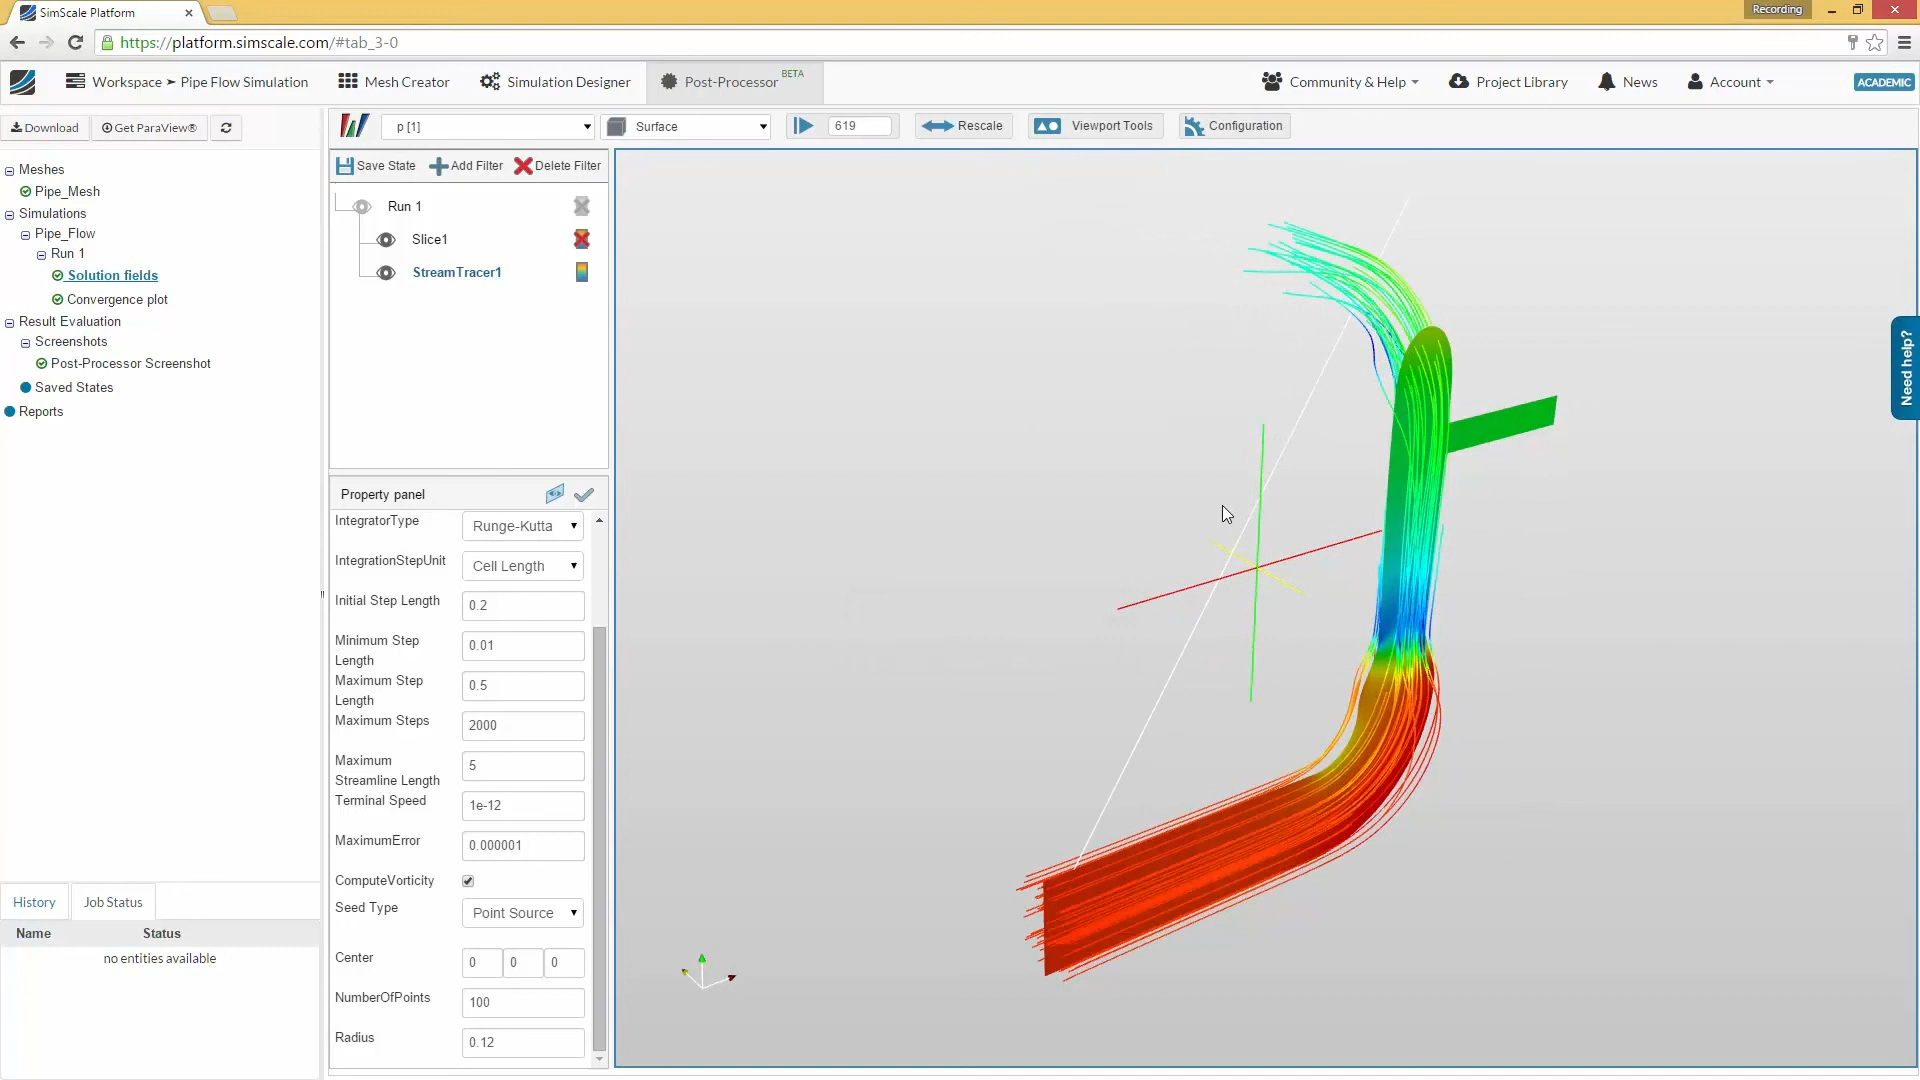 SimScale Platform
Recording
https://platform.simscale.com/#tab_3-0
Workspace ➤ Pipe Flow Simulation
Mesh Creator
Simulation Designer
Post-Processor BETA
Community & Help
Project Library
News
Account
ACADEMIC
Download
Get ParaView®
p [1]
Surface
619
Rescale
Viewport Tools
Configuration
Save State
Add Filter
Delete Filter
Meshes
Pipe_Mesh
Simulations
Pipe_Flow
Run 1
Solution fields
Convergence plot
Result Evaluation
Screenshots
Post-Processor Screenshot
Saved States
Reports
Run 1
Slice1
StreamTracer1
Need help?
Property panel
IntegratorType
Runge-Kutta
IntegrationStepUnit
Cell Length
Initial Step Length
0.2
Minimum Step
Length
0.01
Maximum Step
Length
0.5
Maximum Steps
2000
Maximum
Streamline Length
5
Terminal Speed
1e-12
MaximumError
0.000001
ComputeVorticity
Seed Type
Point Source
Center
0 0 0
NumberOfPoints
100
Radius
0.12
History
Job Status
Name Status
no entities available